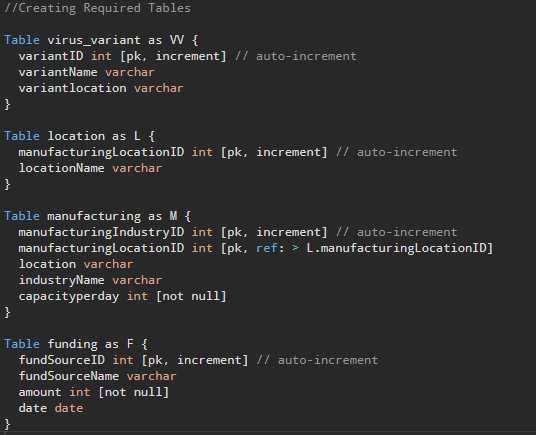 //Creating Required Tables
Table virus_variant as VV {
variantID int [pk, increment] // auto-increment
variantName varchar
variantlocation varchar
}
Table location as L {
manufacturingLocationID int [pk, increment] // auto-increment
locationName varchar
}
Table manufacturing as M {
manufacturingIndustryID int [pk, increment] // auto-increment
manufacturingLocationID int [pk, ref: > L.manufacturingLocationID]
location varchar
industryName varchar
capacityperday int [not null]
}
Table funding as F {
fundSourceID int [pk, increment] // auto-increment
fundSourceName varchar
amount int [not null]
date date
}